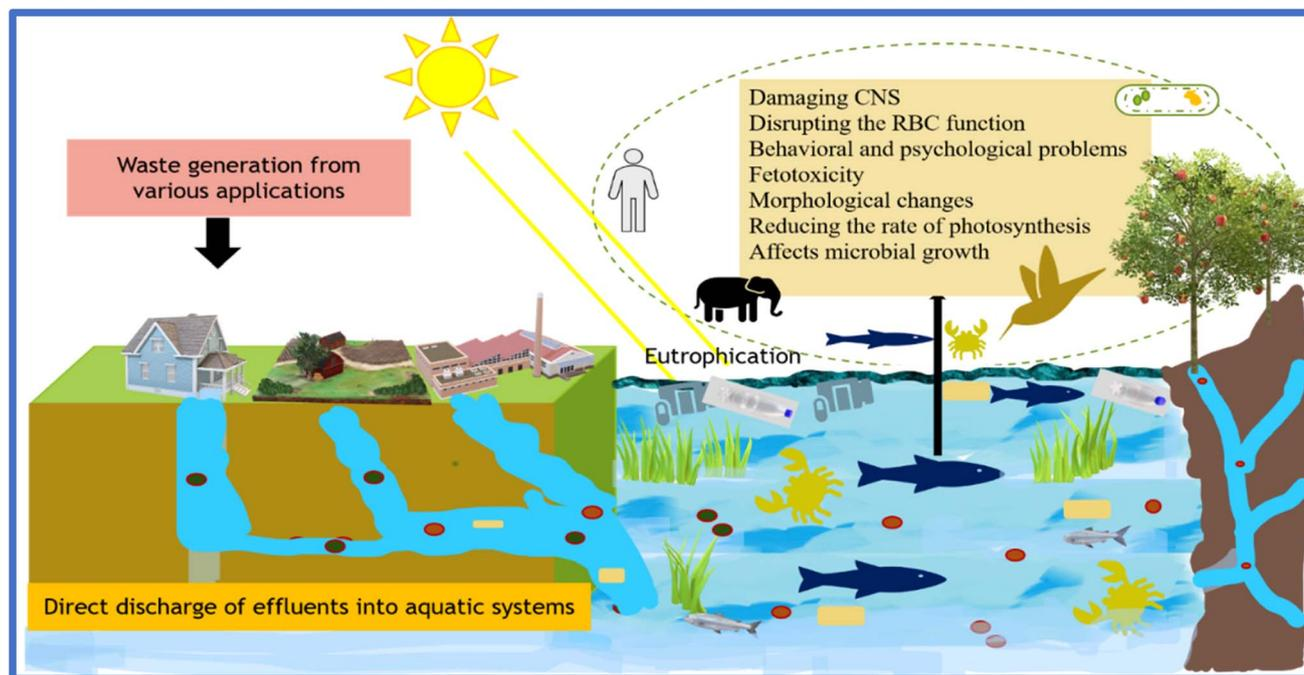 Waste generation from
various applications
Damaging CNS
Disrupting the RBC function
Behavioral and psychological problems
Fetotoxicity
Morphological changes
Reducing the rate of photosynthesis
Affects microbial growth
Eutrophication
Direct discharge of effluents into aquatic systems